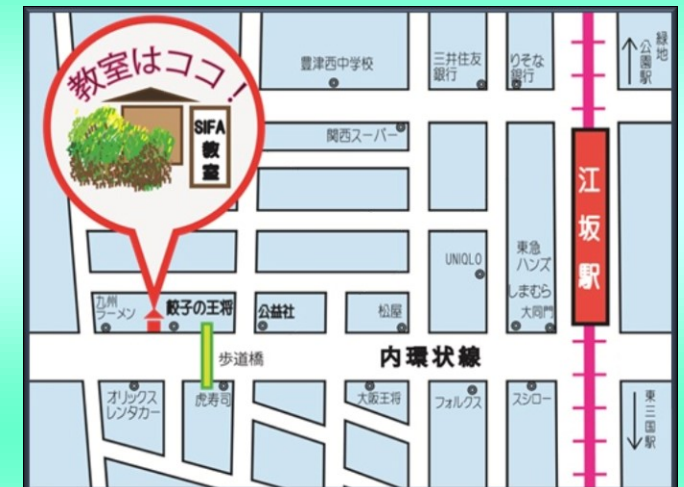 教室はココ！
SIFA
教
室
豊津西中学校
三井住友
銀行
りそな
銀行
緑地
公園駅
関西スーパー
江坂駅
UNIQLO
東急
ハンズ
しまむら
大同門
九州
ラーメン
餃子の王将
公益社
松屋
歩道橋
内環状線
オリックス
レンタカー
虎寿司
大阪王将
フォルクス
スシロー
東三国駅